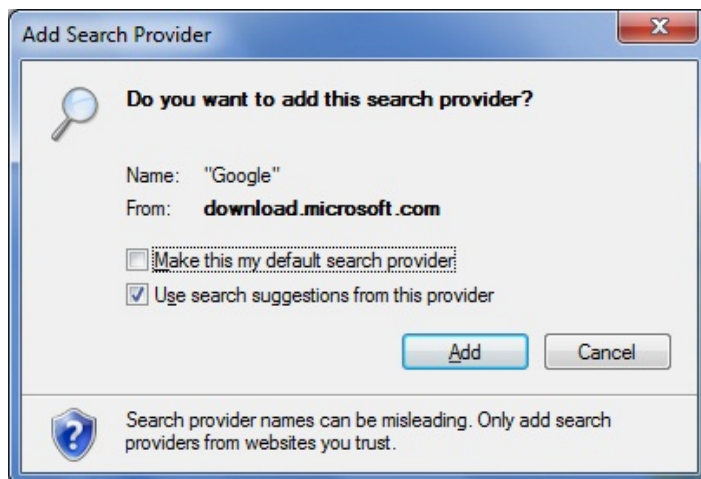 Add Search Provider
Do you want to add this search provider?
Name: "Google"
From: download.microsoft.com
Make this my default search provider
Use search suggestions from this provider
Add Cancel
Search provider names can be misleading. Only add search
providers from websites you trust.